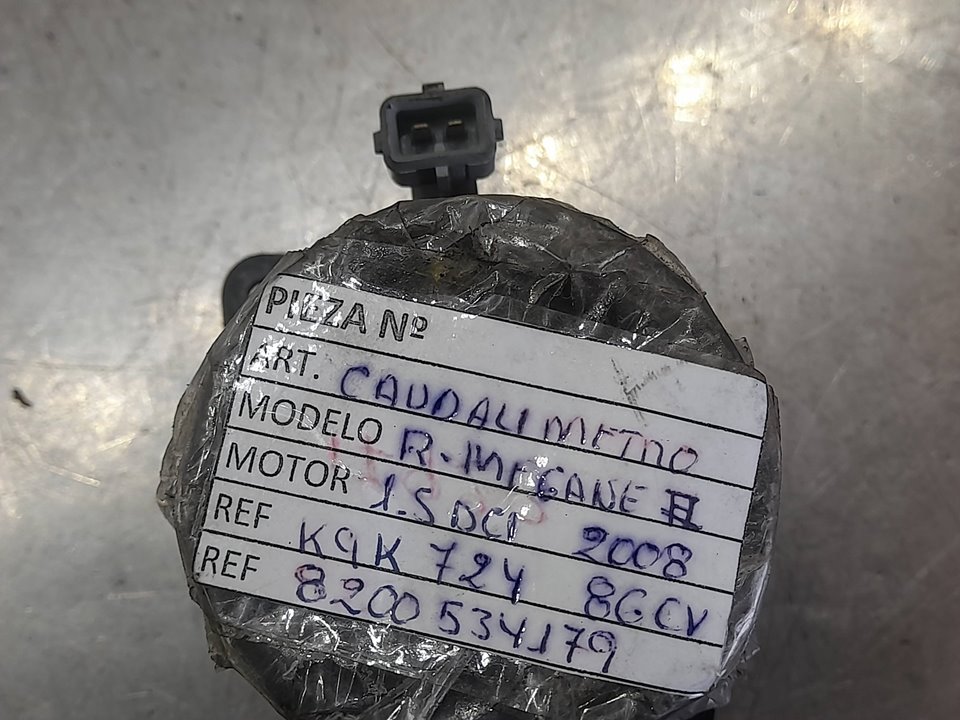 PIEZA Nº
ART. CAUDALIMETRO
MODELO R. MEGANE II
MOTOR 1.5 DCI 2008
REF K9K 724 86CV
REF 8200534179